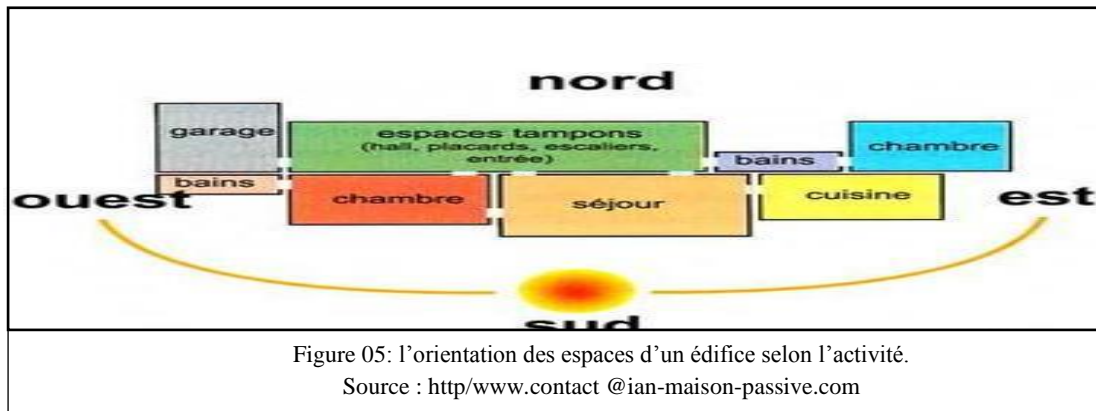 nord
garage
espaces tampons
(hall, placards, escaliers,
entrée)
bains
chambre
bains
ouest
chambre
séjour
cuisine
est
sud
Figure 05: l’orientation des espaces d’un édifice selon l’activité.
Source : http/www.contact @ian-maison-passive.com